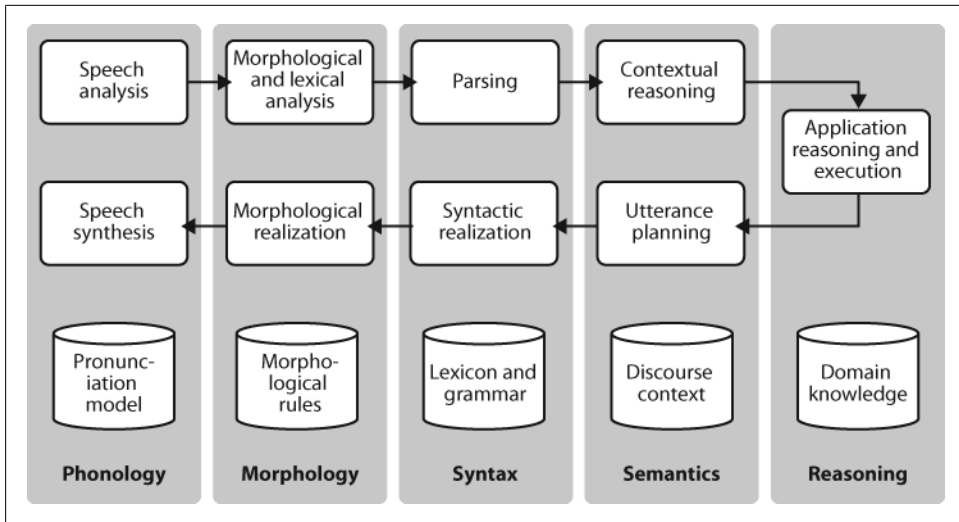 Speech
analysis
Morphological
and lexical
analysis
Parsing
Contextual
reasoning
Application
reasoning and
execution
Speech
synthesis
Morphological
realization
Syntactic
realization
Utterance
planning
Pronunc-
iation
model
Morpho-
logical
rules
Lexicon and
grammar
Discourse
context
Domain
knowledge
Phonology
Morphology
Syntax
Semantics
Reasoning